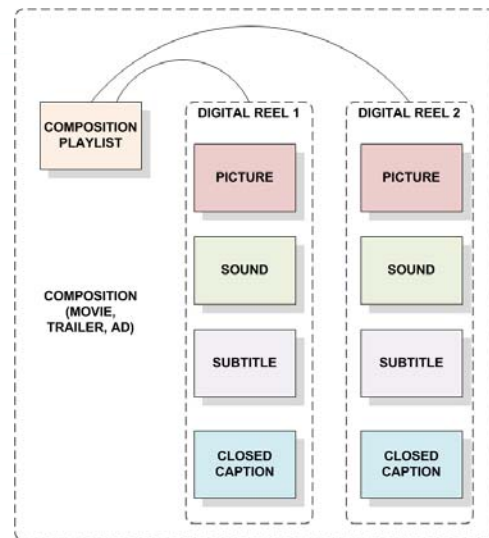 COMPOSITION
PLAYLIST
DIGITAL REEL 1
PICTURE
SOUND
SUBTITLE
CLOSED
CAPTION
DIGITAL REEL 2
PICTURE
SOUND
SUBTITLE
CLOSED
CAPTION
COMPOSITION
(MOVIE,
TRAILER, AD)